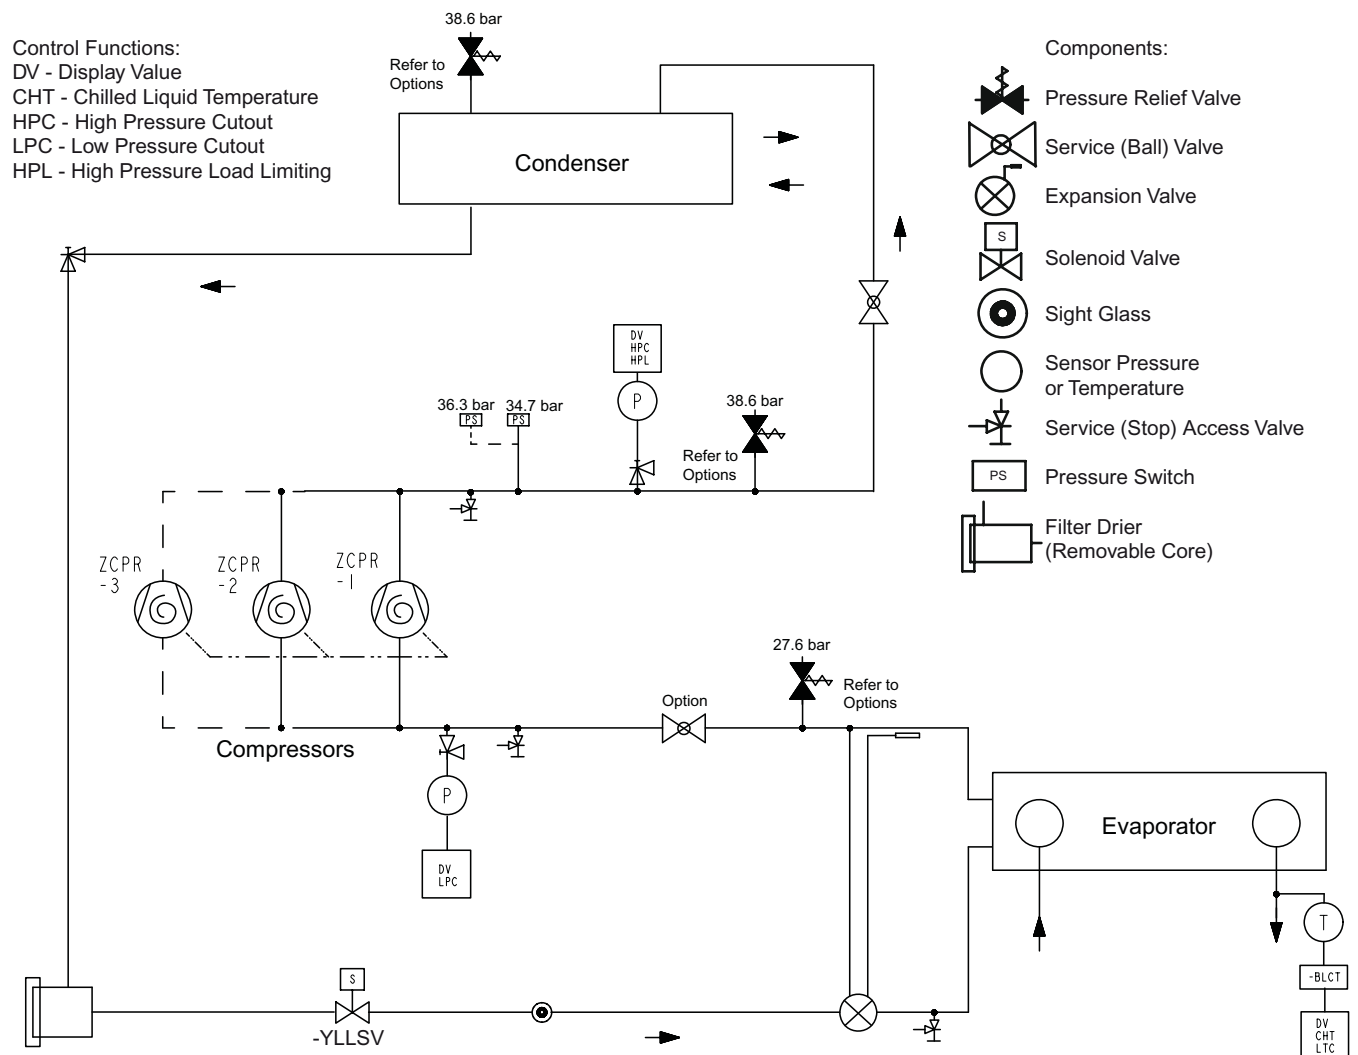 Control Functions:
DV - Display Value
CHT - Chilled Liquid Temperature
HPC - High Pressure Cutout
LPC - Low Pressure Cutout
HPL - High Pressure Load Limiting
38.6 bar
Refer to
Options
Condenser
Components:
Pressure Relief Valve
Service (Ball) Valve
Expansion Valve
S
Solenoid Valve
Sight Glass
Sensor Pressure
or Temperature
Service (Stop) Access Valve
PS
Pressure Switch
Filter Drier
(Removable Core)
DV
HPC
HPL
P
36.3 bar
PS
34.7 bar
PS
38.6 bar
Refer to
Options
ZCPR
-3
ZCPR
-2
ZCPR
-1
Compressors
27.6 bar
Refer to
Options
Option
P
DV
LPC
Evaporator
T
-BLCT
DV
CHT
LTC
S
-YLLSV